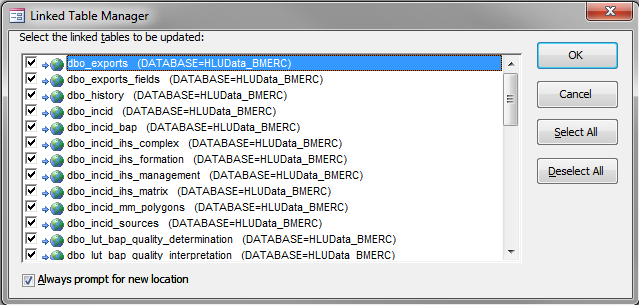 Linked Table Manager
Select the linked tables to be updated:
dbo_exports (DATABASE=HLUData_BMERC)
dbo_exports_fields (DATABASE=HLUData_BMERC)
dbo_history (DATABASE=HLUData_BMERC)
dbo_incid (DATABASE=HLUData_BMERC)
dbo_incid_bap (DATABASE=HLUData_BMERC)
dbo_incid_ihs_complex (DATABASE=HLUData_BMERC)
dbo_incid_ihs_formation (DATABASE=HLUData_BMERC)
dbo_incid_ihs_management (DATABASE=HLUData_BMERC)
dbo_incid_ihs_matrix (DATABASE=HLUData_BMERC)
dbo_incid_mm_polygons (DATABASE=HLUData_BMERC)
dbo_incid_sources (DATABASE=HLUData_BMERC)
dbo_lut_bap_quality_determination (DATABASE=HLUData_BMERC)
dbo_lut_bap_quality_interpretation (DATABASE=HLUData_BMERC)
OK
Cancel
Select All
Deselect All
Always prompt for new location